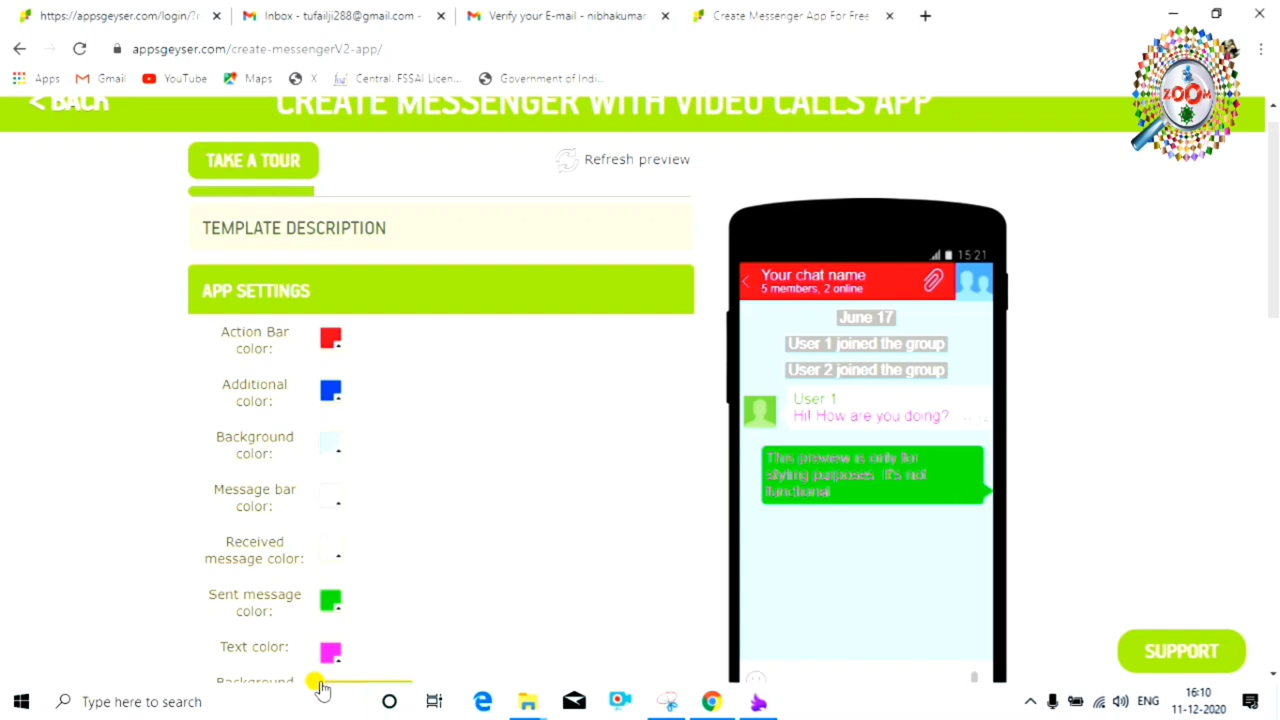 https://appsgeyser.com/login/?r
Inbox - tufailji288@gmail.com -
Verify your E-mail - nibhakumar
Create Messenger App For Free
appsgeyser.com/create-messengerV2-app/
Apps
Gmail
YouTube
Maps
X
Central. FSSAI Licen...
Government of Indi...
ZOOM
< BACK
CREATE MESSENGER WITH VIDEO CALLS APP
TAKE A TOUR
Refresh preview
TEMPLATE DESCRIPTION
APP SETTINGS
Action Bar
color:
Additional
color:
Background
color:
Message bar
color:
Received
message color:
Sent message
color:
Text color:
Background
15:21
Your chat name
5 members, 2 online
June 17
User 1 joined the group
User 2 joined the group
User 1
Hi! How are you doing?
This preview is only for
styling purposes. It's not
functional
SUPPORT
Type here to search
ENG
16:10
11-12-2020